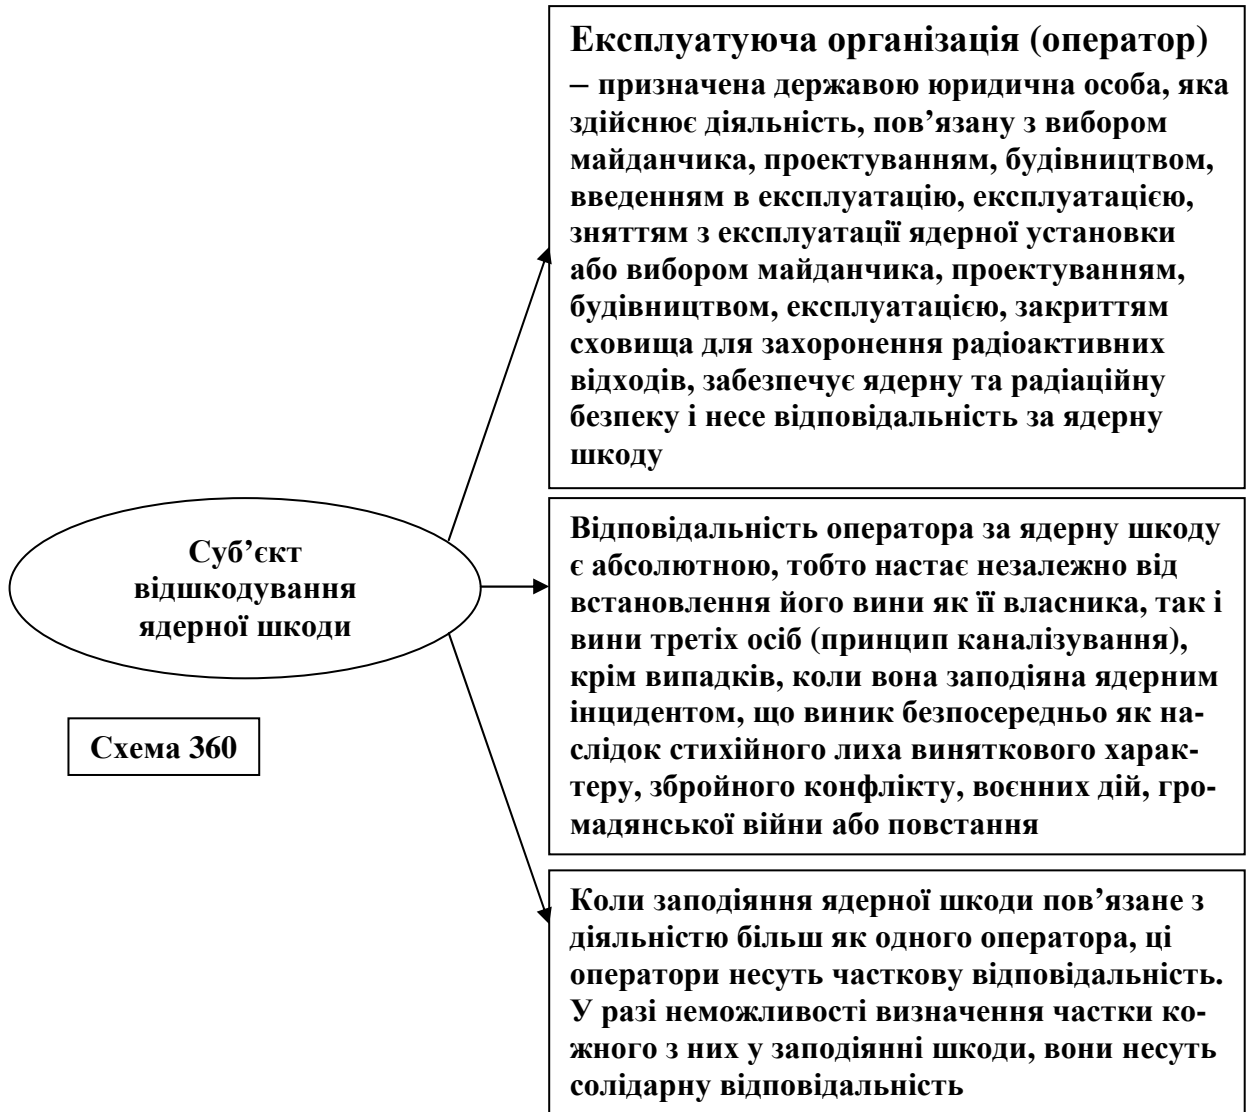 Експлуатуюча організація (оператор)
– призначена державою юридична особа, яка
здійснює діяльність, пов’язану з вибором
майданчика, проектуванням, будівництвом,
введенням в експлуатацію, експлуатацією,
зняттям з експлуатації ядерної установки
або вибором майданчика, проектуванням,
будівництвом, експлуатацією, закриттям
сховища для захоронення радіоактивних
відходів, забезпечує ядерну та радіаційну
безпеку і несе відповідальність за ядерну
шкоду
Суб’єкт
відшкодування
ядерної шкоди
Схема 360
Відповідальність оператора за ядерну шкоду
є абсолютною, тобто настає незалежно від
встановлення його вини як її власника, так і
вини третіх осіб (принцип каналізування),
крім випадків, коли вона заподіяна ядерним
інцидентом, що виник безпосередньо як на-
слідок стихійного лиха виняткового харак-
теру, збройного конфлікту, воєнних дій, гро-
мадянської війни або повстання
Коли заподіяння ядерної шкоди пов’язане з
діяльністю більш як одного оператора, ці
оператори несуть часткову відповідальність.
У разі неможливості визначення частки ко-
жного з них у заподіянні шкоди, вони несуть
солідарну відповідальність